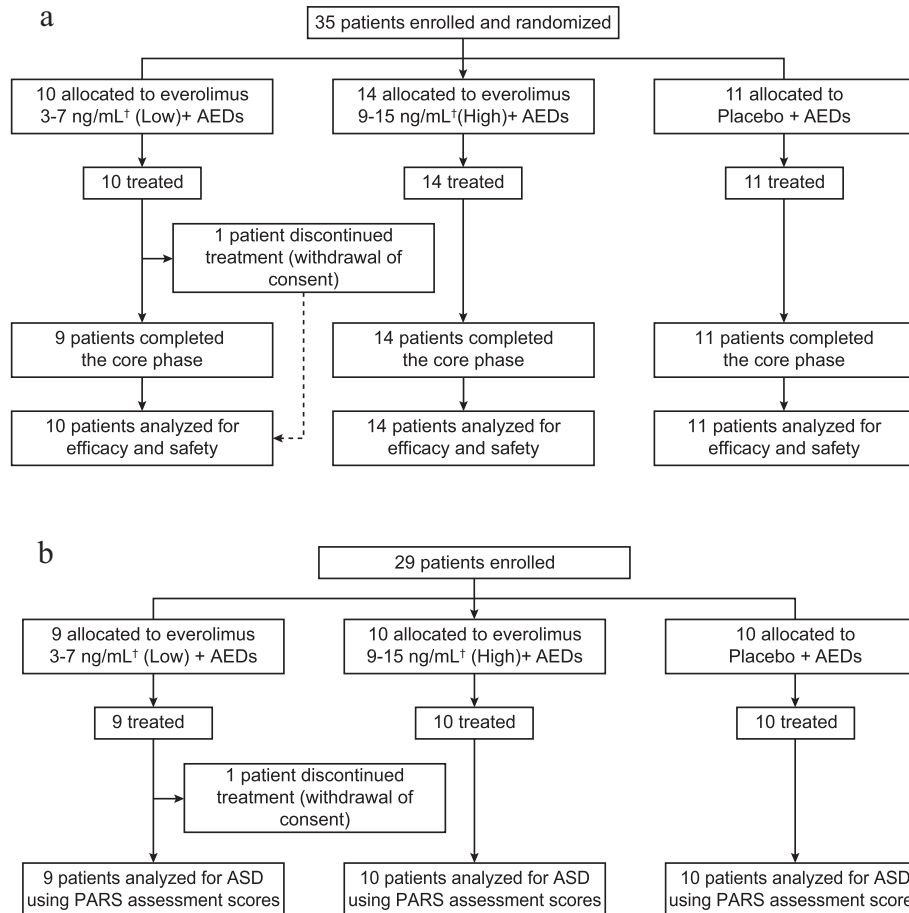 a
35 patients enrolled and randomized
10 allocated to everolimus
3-7 ng/mL† (Low)+ AEDs
14 allocated to everolimus
9-15 ng/mL†(High)+ AEDs
11 allocated to
Placebo + AEDs
10 treated
14 treated
11 treated
1 patient discontinued
treatment (withdrawal of
consent)
9 patients completed
the core phase
14 patients completed
the core phase
11 patients completed
the core phase
10 patients analyzed for
efficacy and safety
14 patients analyzed for
efficacy and safety
11 patients analyzed for
efficacy and safety
b
29 patients enrolled
9 allocated to everolimus
3-7 ng/mL† (Low) + AEDs
10 allocated to everolimus
9-15 ng/mL† (High)+ AEDs
10 allocated to
Placebo + AEDs
9 treated
10 treated
10 treated
1 patient discontinued
treatment (withdrawal of
consent)
9 patients analyzed for ASD
using PARS assessment scores
10 patients analyzed for ASD
using PARS assessment scores
10 patients analyzed for ASD
using PARS assessment score